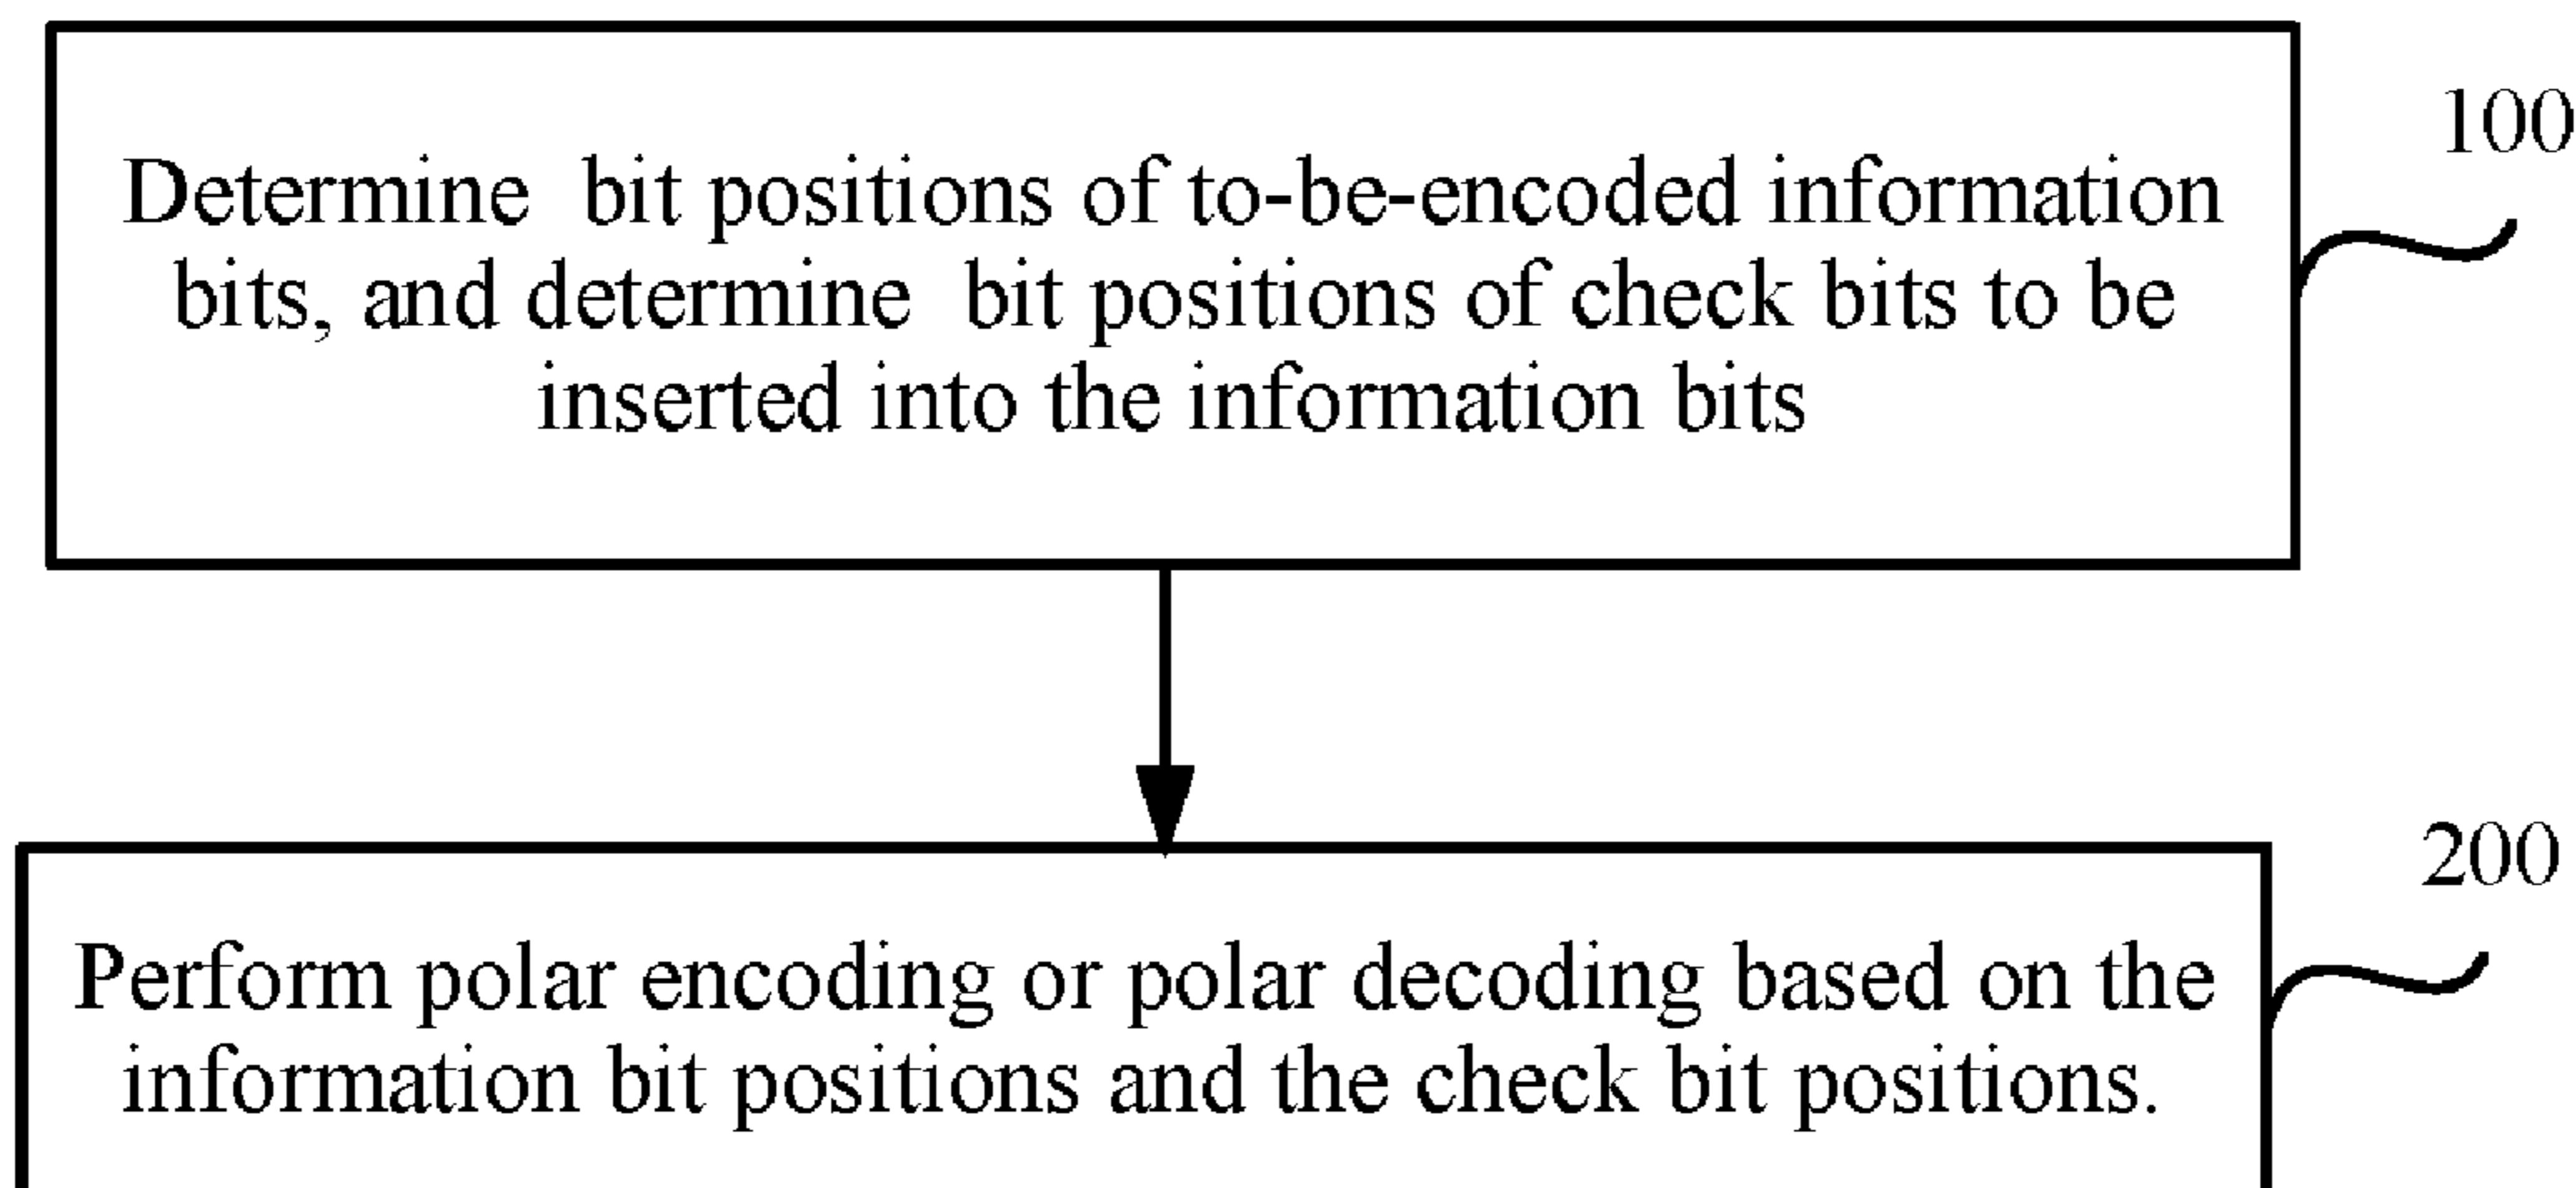 100
Determine bit positions of to-be-encoded information
bits, and determine bit positions of check bits to be
inserted into the information bits
200
Perform polar encoding or polar decoding based on the
information bit positions and the check bit positions.